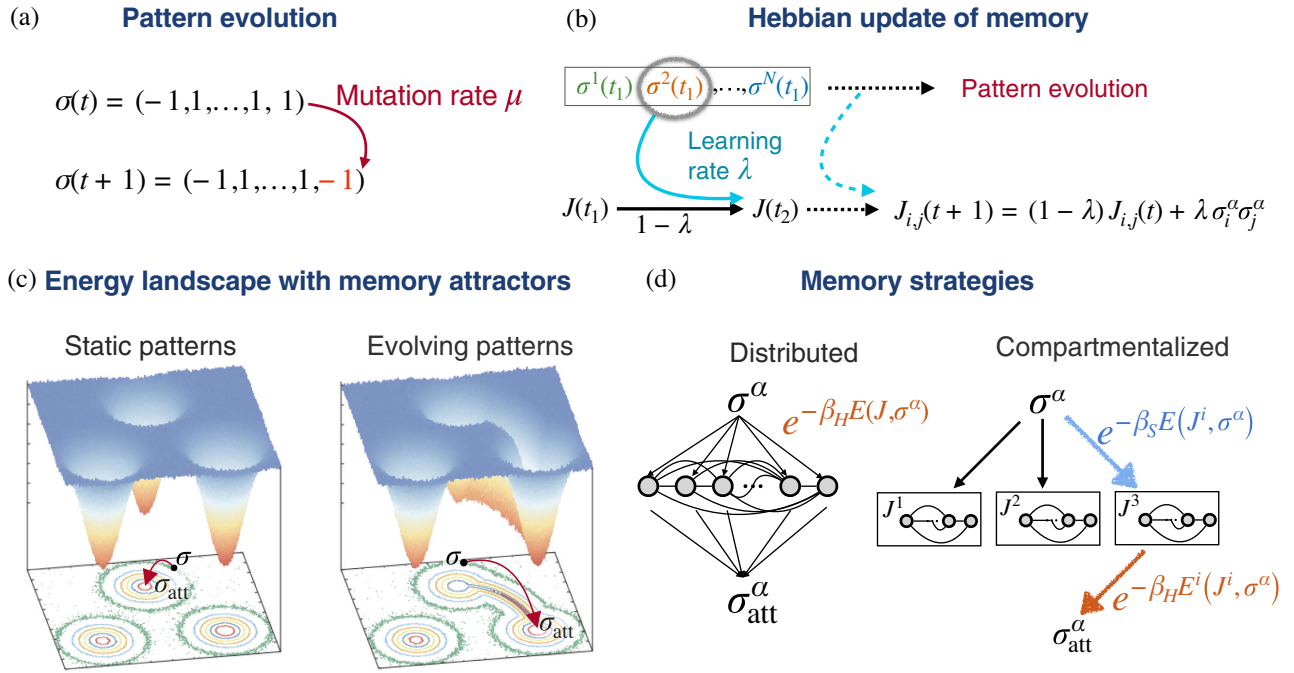 (a) Pattern evolution
σ(t) = (− 1,1,…,1, 1)
Mutation rate μ
σ(t + 1) = (− 1,1,…,1,− 1)
(b) Hebbian update of memory
σ¹(t₁) σ²(t₁) ,…,σᴺ(t₁)
Pattern evolution
Learning
rate λ
J(t₁)
1 − λ
J(t₂)
J_{i,j}(t + 1) = (1 − λ) J_{i,j}(t) + λ σ_i^α σ_j^α
(c) Energy landscape with memory attractors
Static patterns
Evolving patterns
σ
σ_att
σ
σ_att
(d) Memory strategies
Distributed
σ^α
e^{−β_H E(J,σ^α)}
…
σ_att^α
Compartmentalized
σ^α
e^{−β_S E(J^i, σ^α)}
J¹
J²
J³
e^{−β_H E^i(J^i, σ^α)}
σ_att^α